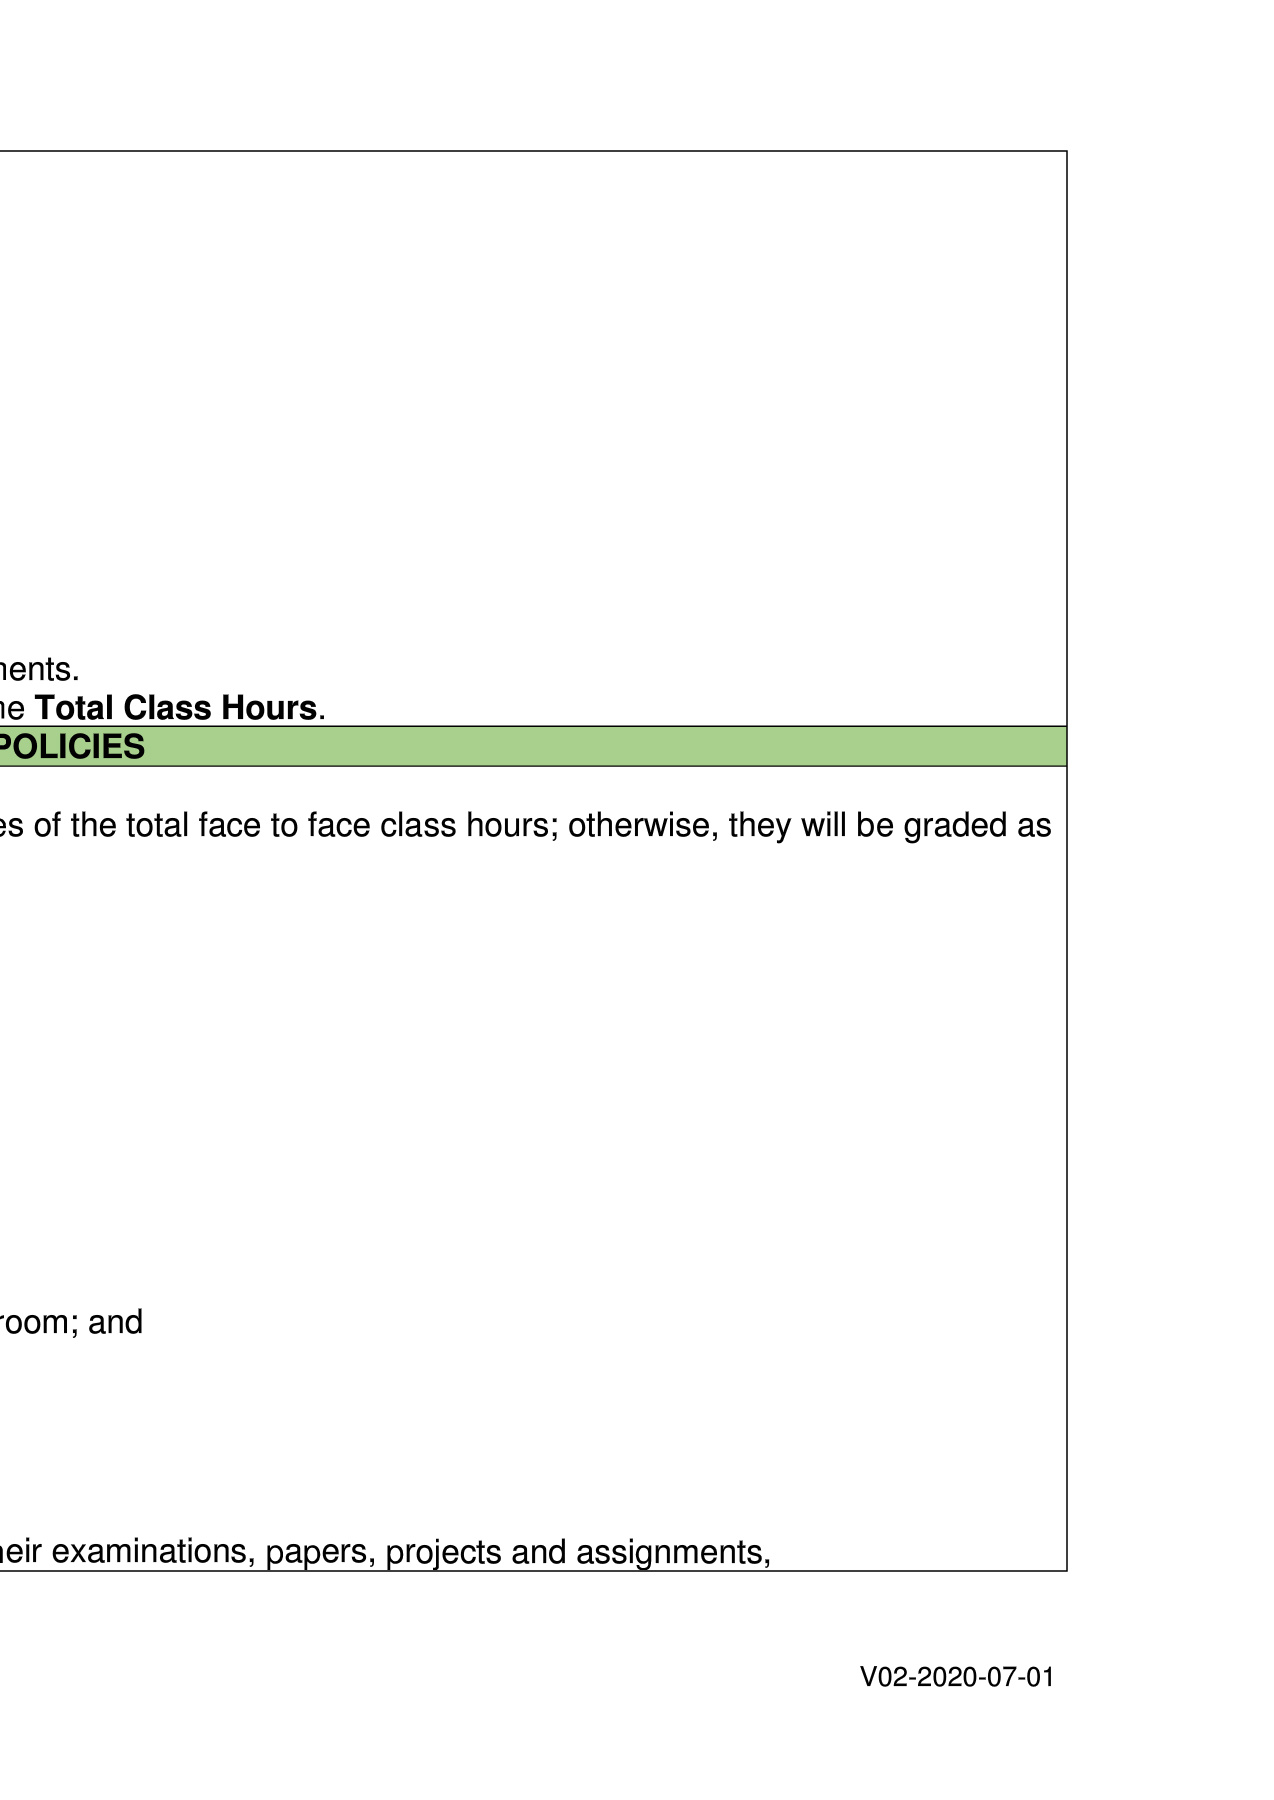 ments.
he Total Class Hours.
POLICIES
es of the total face to face class hours; otherwise, they will be graded as
room; and
heir examinations, papers, projects and assignments,
V02-2020-07-01